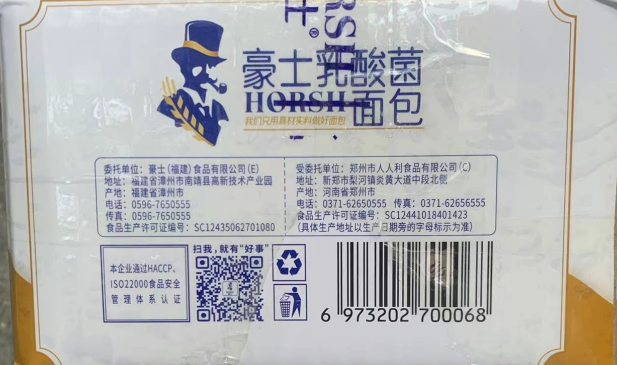 豪士乳酸菌
HORSH面包
我们只用真材实料做好面包
委托单位：豪士(福建)食品有限公司(E)
地址：福建省漳州市南靖县高新技术产业园
产地：福建省漳州市
电话：0596-7650555
传真：0596-7650555
食品生产许可证编号：SC12435062701080
受委托单位：郑州市人人利食品有限公司(C)
地址：新郑市梨河镇炎黄大道中段北侧
产地：河南省郑州市
电话：0371-62650555 传真：0371-62656555
食品生产许可证编号：SC12441018401423
(具体生产地址以生产日期旁的字母标示为准)
本企业通过HACCP、
ISO22000食品安全
管理体系认证
扫我，就有“好事”
6 973202 700068